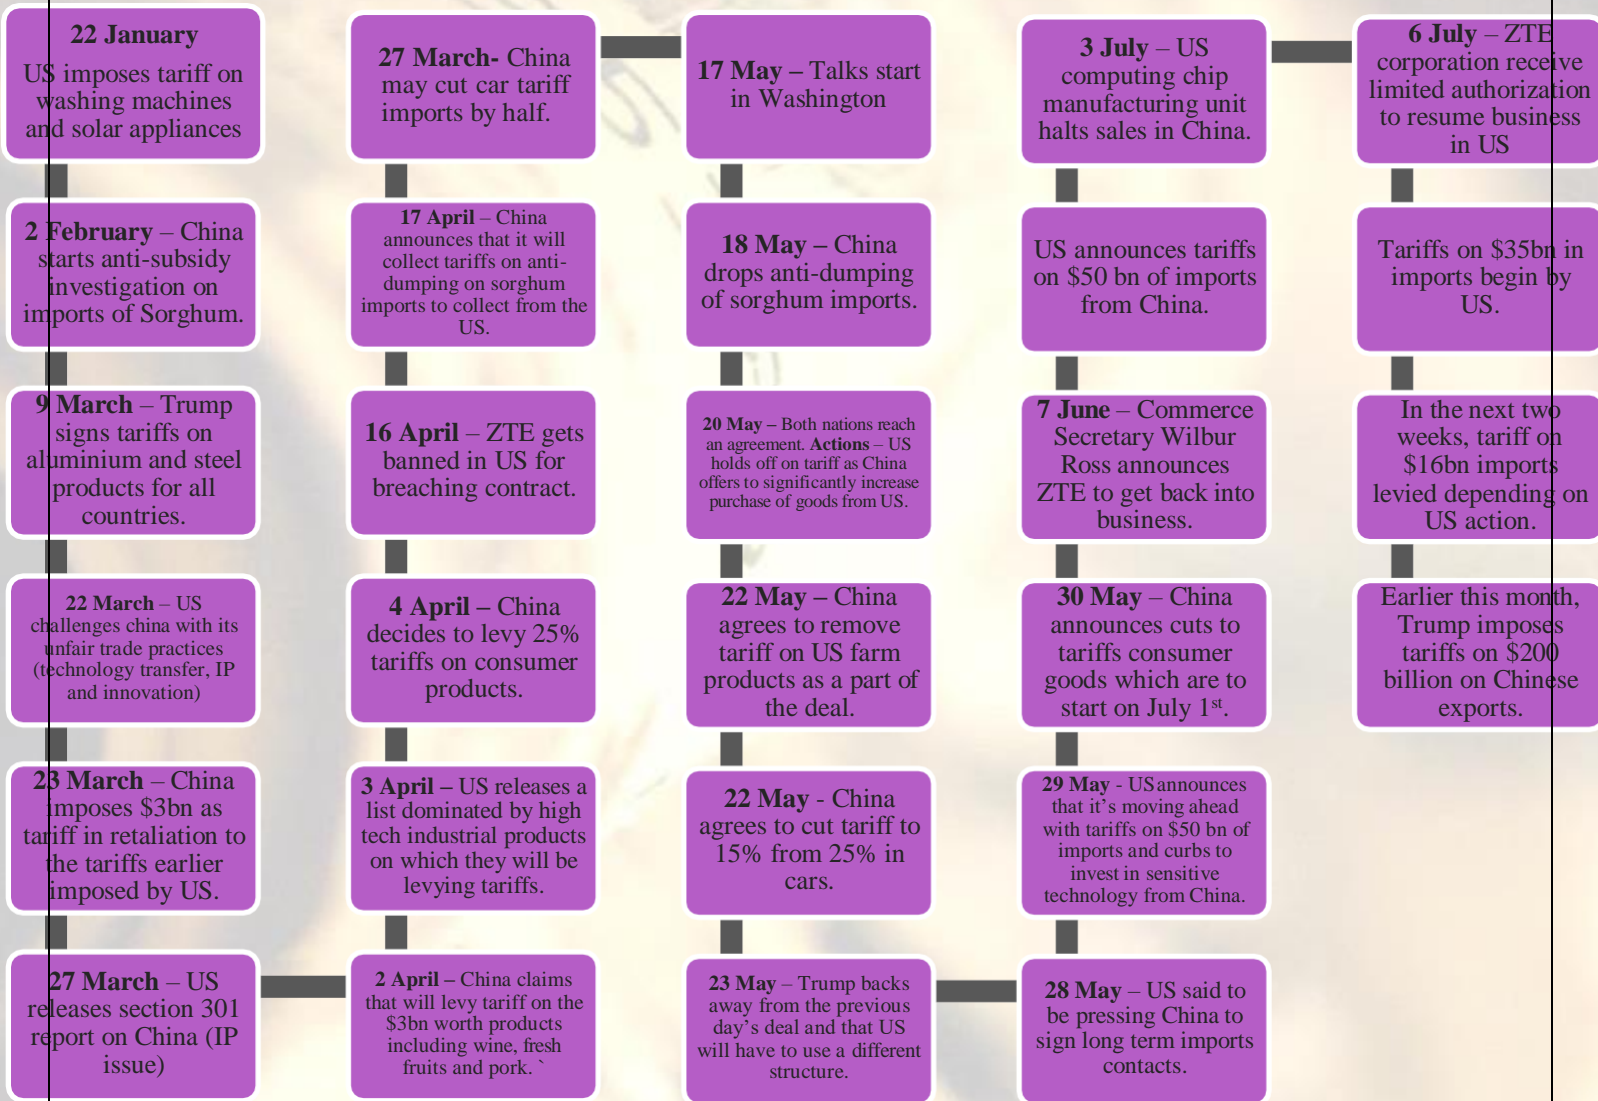 22 January
US imposes tariff on
washing machines
and solar appliances
2 February – China
starts anti-subsidy
investigation on
imports of Sorghum.
9 March – Trump
signs tariffs on
aluminium and steel
products for all
countries.
22 March – US
challenges china with its
unfair trade practices
(technology transfer, IP
and innovation)
23 March – China
imposes $3bn as
tariff in retaliation to
the tariffs earlier
imposed by US.
27 March – US
releases section 301
report on China (IP
issue)
2 April – China claims
that will levy tariff on the
$3bn worth products
including wine, fresh
fruits and pork. `
3 April – US releases a
list dominated by high
tech industrial products
on which they will be
levying tariffs.
4 April – China
decides to levy 25%
tariffs on consumer
products.
16 April – ZTE gets
banned in US for
breaching contract.
17 April – China
announces that it will
collect tariffs on anti-
dumping on sorghum
imports to collect from the
US.
27 March- China
may cut car tariff
imports by half.
17 May – Talks start
in Washington
18 May – China
drops anti-dumping
of sorghum imports.
20 May – Both nations reach
an agreement. Actions – US
holds off on tariff as China
offers to significantly increase
purchase of goods from US.
22 May – China
agrees to remove
tariff on US farm
products as a part of
the deal.
22 May - China
agrees to cut tariff to
15% from 25% in
cars.
23 May – Trump backs
away from the previous
day's deal and that US
will have to use a different
structure.
28 May – US said to
be pressing China to
sign long term imports
contacts.
29 May - US announces
that it's moving ahead
with tariffs on $50 bn of
imports and curbs to
invest in sensitive
technology from China.
30 May – China
announces cuts to
tariffs consumer
goods which are to
start on July 1st.
7 June – Commerce
Secretary Wilbur
Ross announces
ZTE to get back into
business.
US announces tariffs
on $50 bn of imports
from China.
3 July – US
computing chip
manufacturing unit
halts sales in China.
6 July – ZTE
corporation receive
limited authorization
to resume business
in US
Tariffs on $35bn in
imports begin by
US.
In the next two
weeks, tariff on
$16bn imports
levied depending on
US action.
Earlier this month,
Trump imposes
tariffs on $200
billion on Chinese
exports.